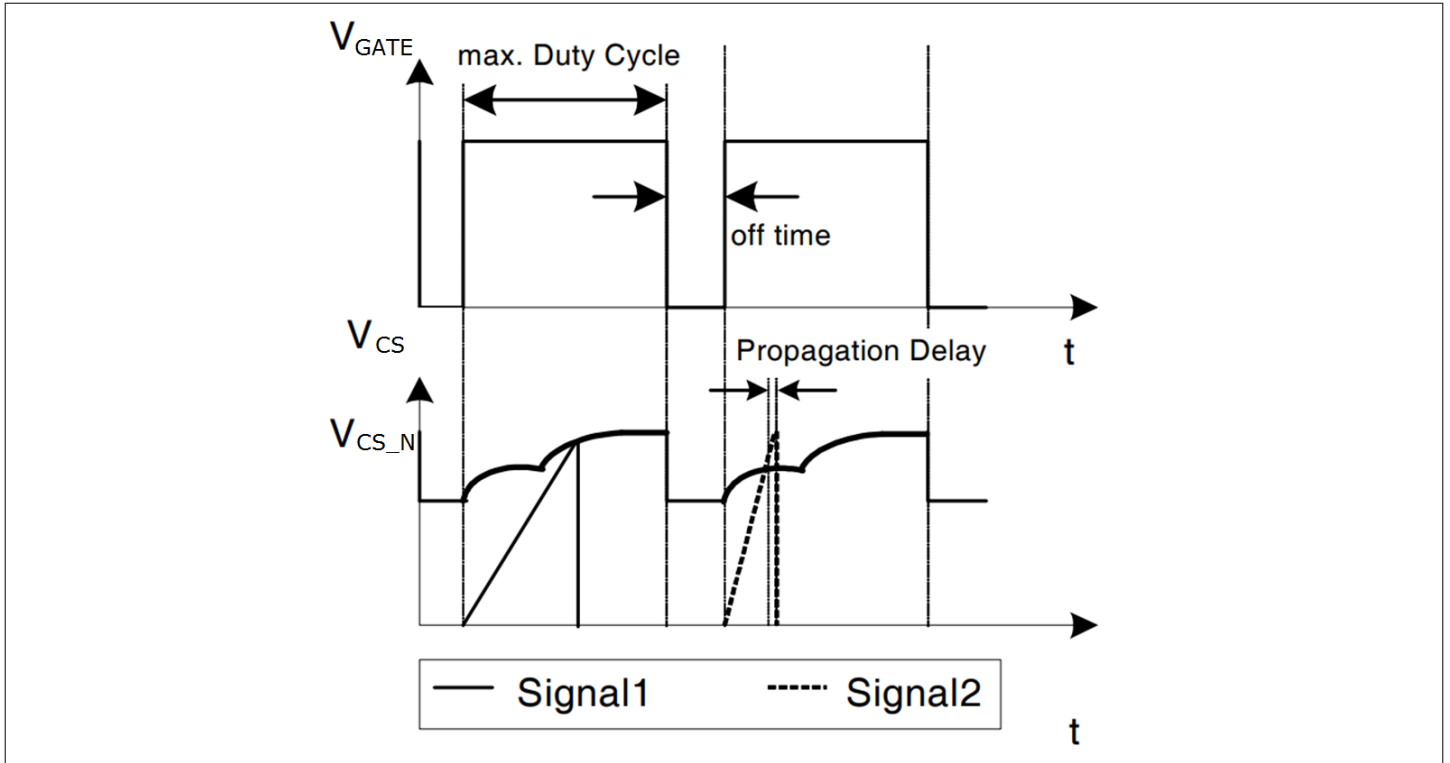 VGATE
max. Duty Cycle
off time
VCS
Propagation Delay
t
VCS_N
Signal1
Signal2
t